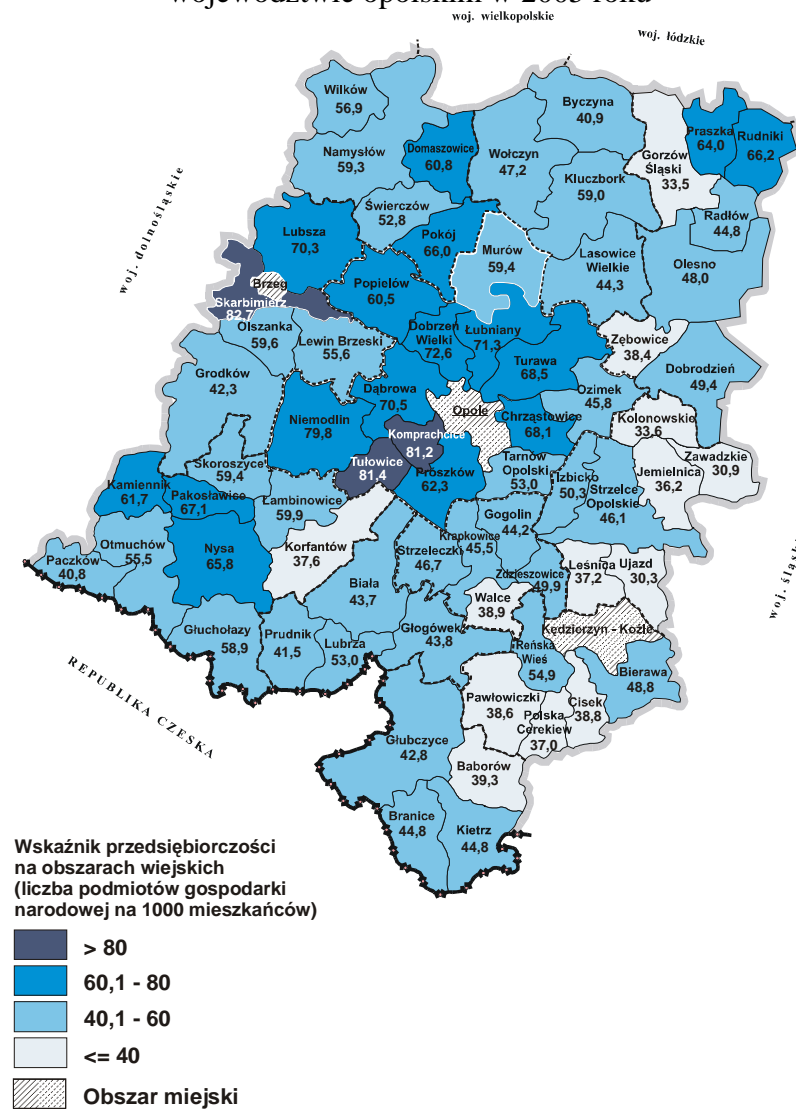 województwie opolskim w 2003 roku
woj. wielkopolskie
woj. łódzkie
Wilków
56,9
Byczyna
40,9
Praszka
64,0
Rudniki
66,2
Domaszowice
60,8
Namysłów
59,3
Wołczyn
47,2
Gorzów
Śląski
33,5
Kluczbork
59,0
Świerczów
52,8
Radłów
44,8
woj. dolnośląskie
Lubsza
70,3
Pokój
66,0
Murów
59,4
Lasowice
Wielkie
44,3
Olesno
48,0
Brzeg
Skarbimierz
82,7
Popielów
60,5
Olszanka
59,6
Lewin Brzeski
55,6
Dobrzeń
Wielki
72,6
Łubniany
71,3
Zębowice
38,4
Turawa
68,5
Dobrodzień
49,4
Grodków
42,3
Dąbrowa
70,5
Ozimek
45,8
Niemodlin
79,8
Opole
Chrząstowice
68,1
Kolonowskie
33,6
Komprachcice
81,2
Tułowice
81,4
Prószków
62,3
Tarnów
Opolski
53,0
Zawadzkie
30,9
Jemielnica
36,2
Skoroszyce
59,4
Izbicko
50,3
Strzelce
Opolskie
46,1
Kamiennik
61,7
Pakosławice
67,1
Łambinowice
59,9
Gogolin
44,2
Otmuchów
55,5
Nysa
65,8
Korfantów
37,6
Strzeleczki
46,7
Krapkowice
45,5
Paczków
40,8
Leśnica
37,2
Ujazd
30,3
Zdzieszowice
49,9
woj. śląskie
Biała
43,7
Walce
38,9
Kędzierzyn - Koźle
Głuchołazy
58,9
Prudnik
41,5
Lubrza
53,0
Głogówek
43,8
Reńska
Wieś
54,9
Bierawa
48,8
REPUBLIKA CZESKA
Pawłowiczki
38,6
Cisek
38,8
Polska
Cerekiew
37,0
Głubczyce
42,8
Baborów
39,3
Branice
44,8
Kietrz
44,8
Wskaźnik przedsiębiorczości
na obszarach wiejskich
(liczba podmiotów gospodarki
narodowej na 1000 mieszkańców)
> 80
60,1 - 80
40,1 - 60
<= 40
Obszar miejski